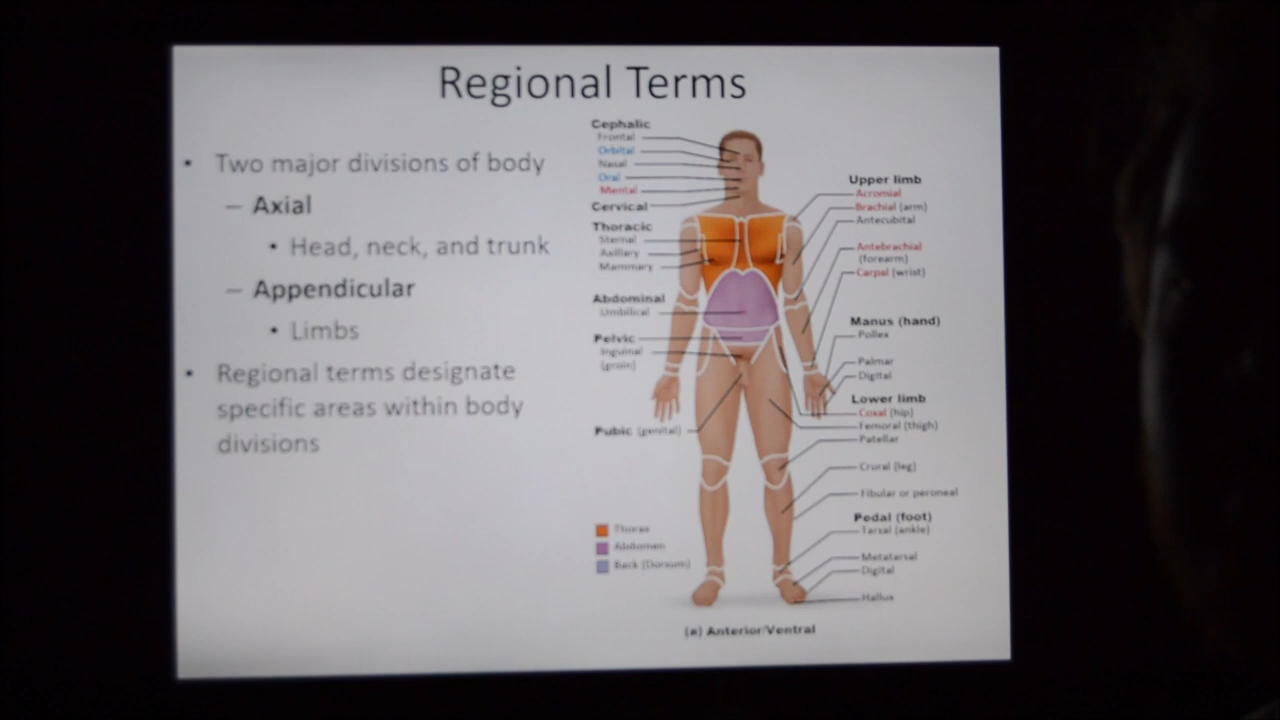 Regional Terms
• Two major divisions of body
– Axial
• Head, neck, and trunk
– Appendicular
• Limbs
• Regional terms designate
specific areas within body
divisions
Cephalic
Frontal
Orbital
Nasal
Oral
Mental
Cervical
Thoracic
Sternal
Axillary
Mammary
Abdominal
Umbilical
Pelvic
Inguinal
(groin)
Pubic (genital)
Thorax
Abdomen
Back (Dorsum)
Upper limb
Acromial
Brachial (arm)
Antecubital
Antebrachial
(forearm)
Carpal (wrist)
Manus (hand)
Pollex
Palmar
Digital
Lower limb
Coxal (hip)
Femoral (thigh)
Patellar
Crural (leg)
Fibular or peroneal
Pedal (foot)
Tarsal (ankle)
Metatarsal
Digital
Hallux
(a) Anterior/Ventral